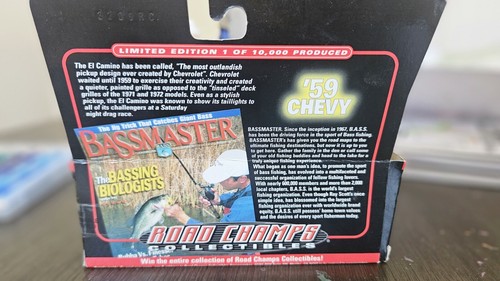 LIMITED EDITION 1 OF 10,000 PRODUCED
The El Camino has been called, "The most outlandish
pickup design ever created by Chevrolet". Chevrolet
waited until 1959 to exercise their creativity and created
a quieter, painted grille as opposed to the "tinseled" deck
grilles of the 1971 and 1972 models. Even as a stylish
pickup, the El Camino was known to show its taillights to
all of its challengers at a Saturday
night drag race.
'59
CHEVY
The Big Trick That Catches Giant Bass
BASSMASTER
The BASSING
BIOLOGISTS
BASSMASTER. Since the inception in 1967, B.A.S.S.
has been the driving force in the sport of Bass fishing.
BASSMASTER's has given you the road maps to the
ultimate fishing destinations, but now it is up to you
to get here. Gather the family in the den or call some
of your old fishing buddies and head to the lake for a
truly unique fishing experience.
What began as one man's idea, to promote the sport
of bass fishing, has evolved into a multifaceted and
successful organization of fellow fishing lovers.
With nearly 600,000 members and more than 2,000
local chapters, B.A.S.S. is the world's largest
fishing organization. Even though Ray Scott's
simple idea, has blossomed into the largest
fishing organization ever with worldwide brand
equity, B.A.S.S. still possess' home town values
and the desires of every sport fisherman today.
ROAD CHAMPS
COLLECTIBLES
Bubba Vs.
Win the entire collection of Road Champs Collectibles!